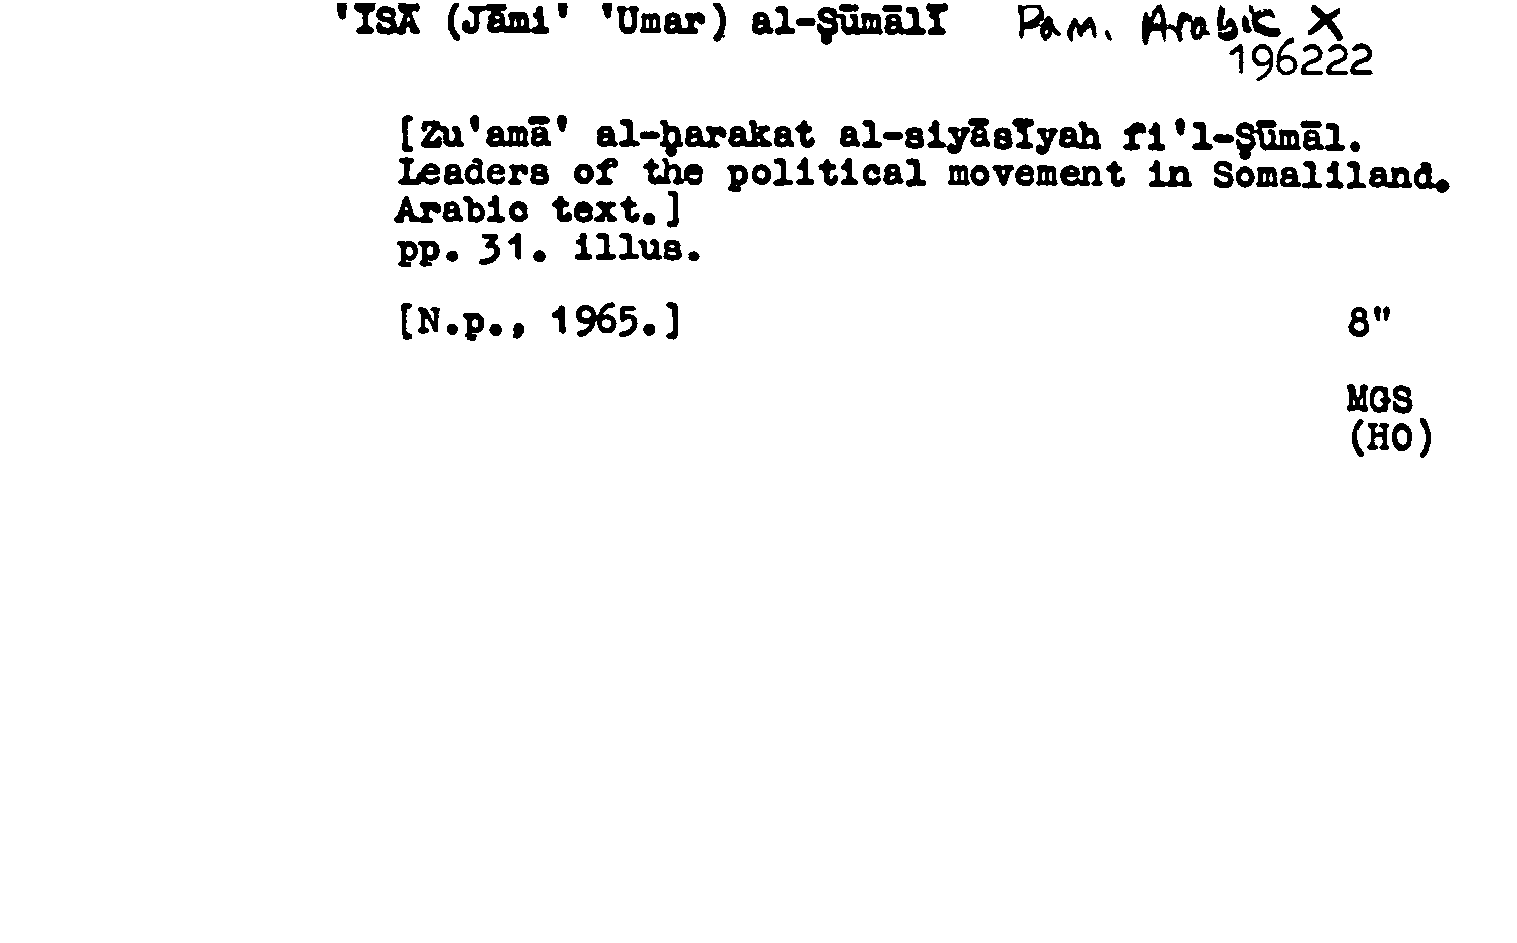 'ĪSĀ (Jāmi' 'Umar) al-Ṣūmālī Pam. Arabic X
196222
[Zu'amā' al-ḥarakat al-siyāsīyah fi'l-Ṣūmāl.
Leaders of the political movement in Somaliland.
Arabic text.]
pp. 31. illus.
[N.p., 1965.] 8"
MGS
(HO)